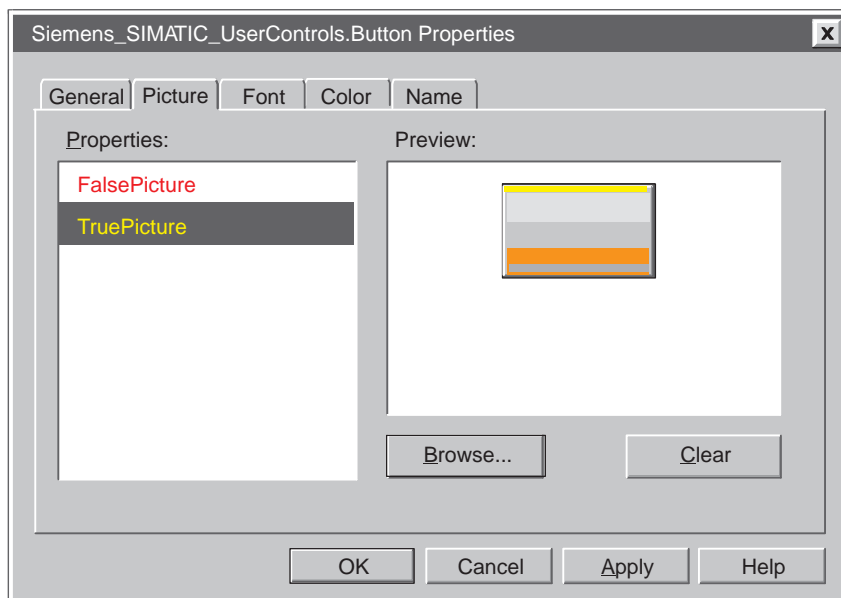 Siemens_SIMATIC_UserControls.Button Properties
X
General Picture Font Color Name
Properties: Preview:
FalsePicture
TruePicture
Browse... Clear
OK Cancel Apply Help